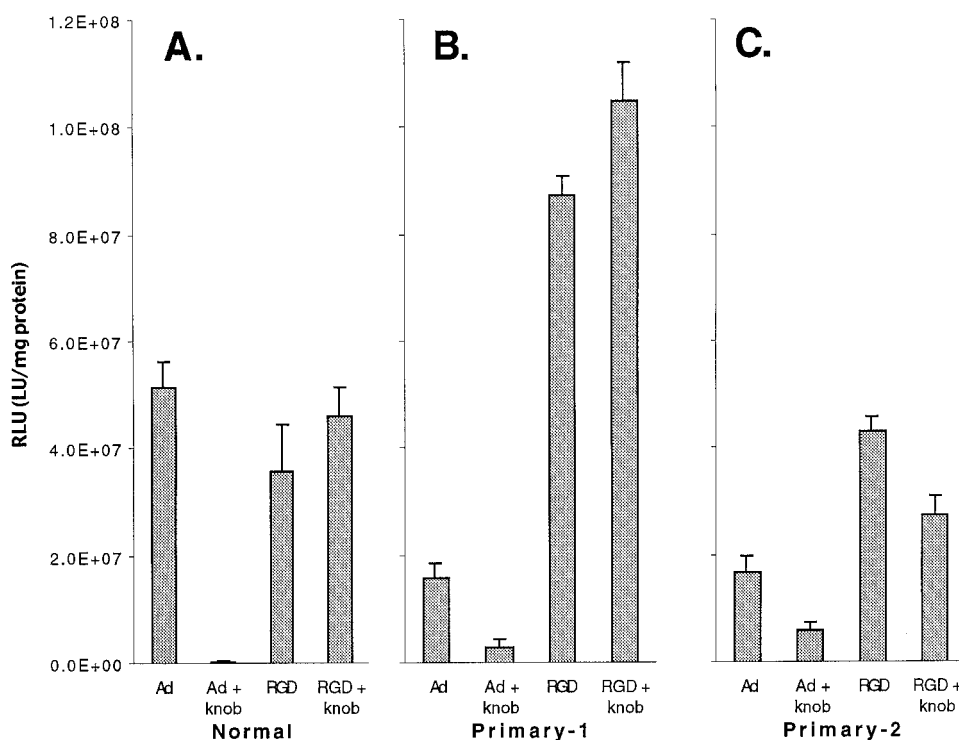 A.
B.
C.
RLU (LU/mg protein)
1.2E+08
1.0E+08
8.0E+07
6.0E+07
4.0E+07
2.0E+07
0.0E+00
Ad
Ad +
knob
RGD
RGD +
knob
Normal
Ad
Ad +
knob
RGD
RGD +
knob
Primary-1
Ad
Ad +
knob
RGD
RGD +
knob
Primary-2